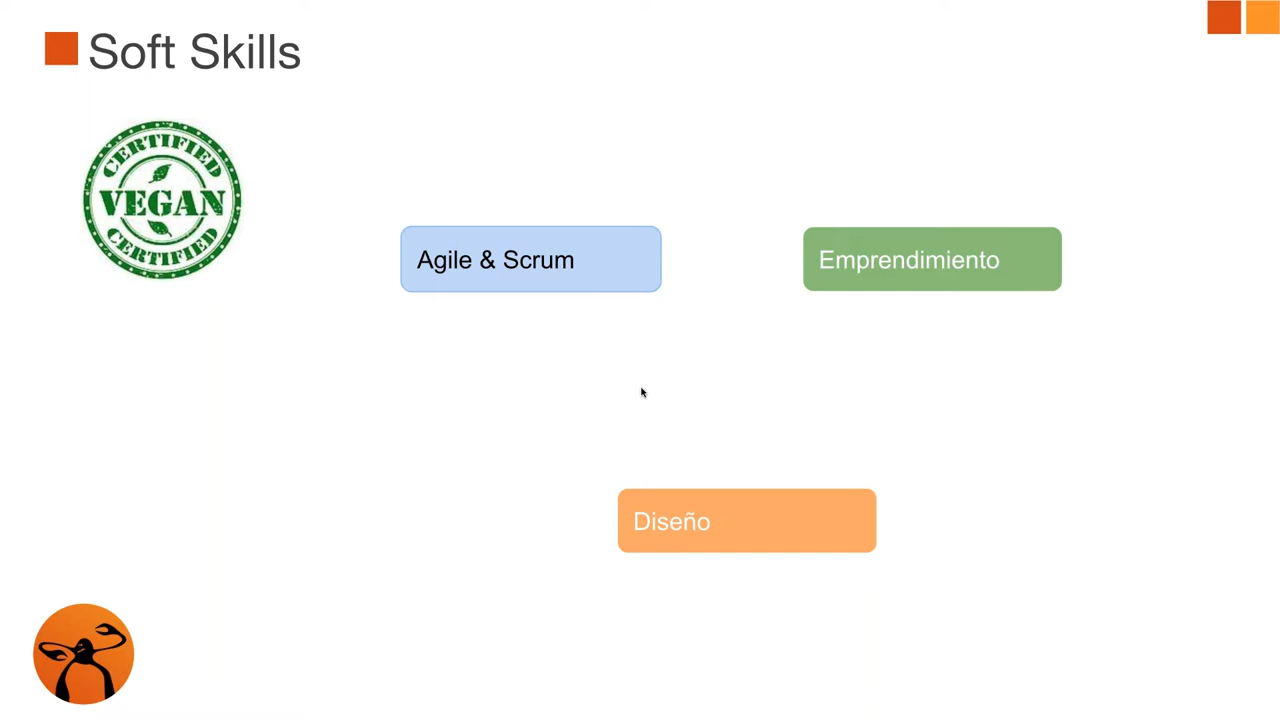 Soft Skills
CERTIFIED
VEGAN
CERTIFIED
Agile & Scrum
Emprendimiento
Diseño